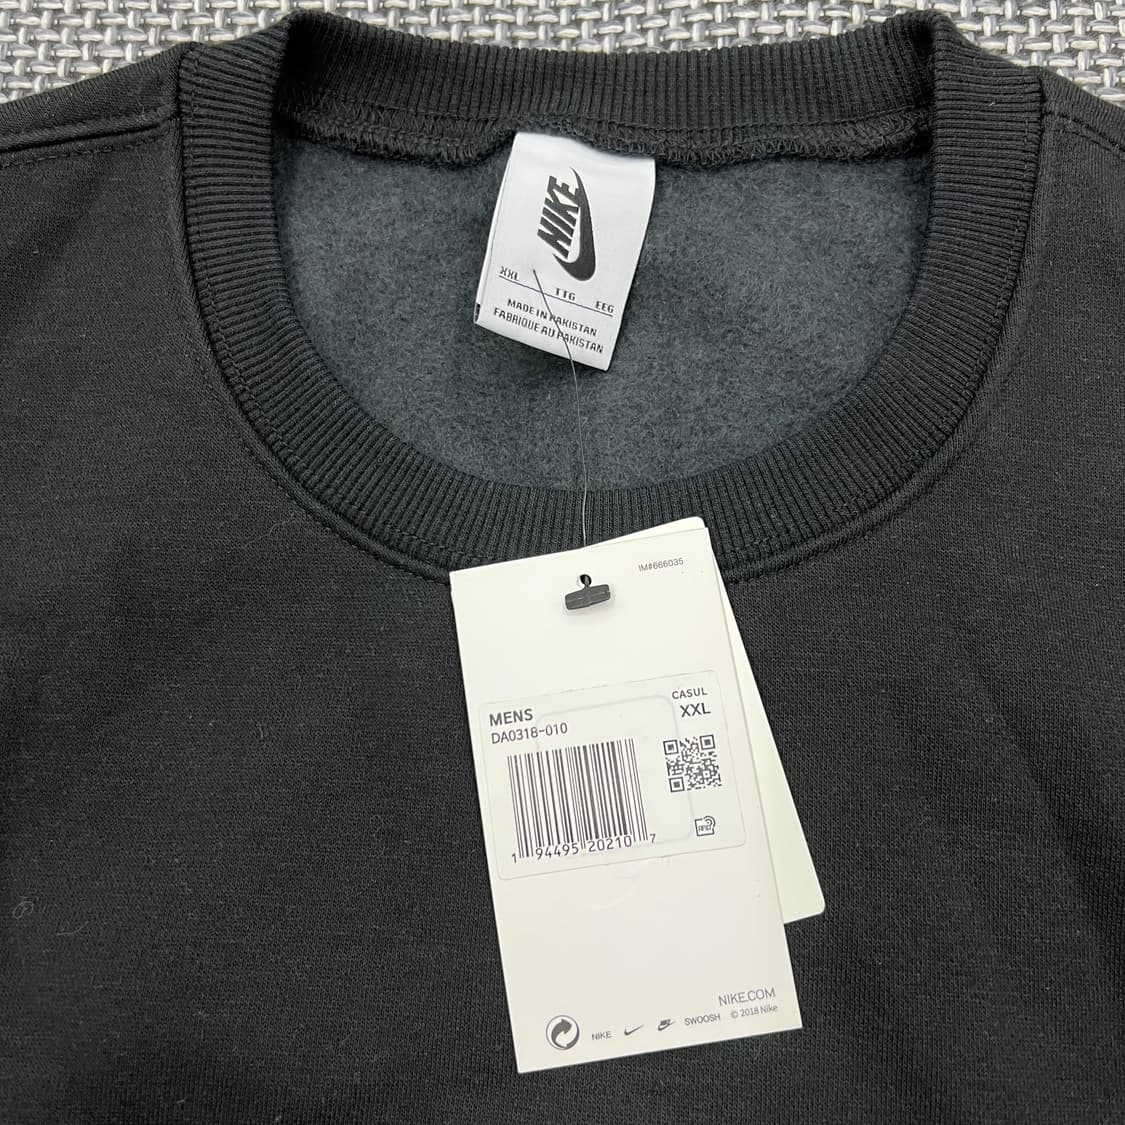 NIKE
XXL TTG EEG
MADE IN PAKISTAN
FABRIQUE AU PAKISTAN
IM#666035
CASUL
MENS XXL
DA0318-010
1 94495 20210 7
RFID
NIKE.COM
NIKE SWOOSH © 2018 Nike